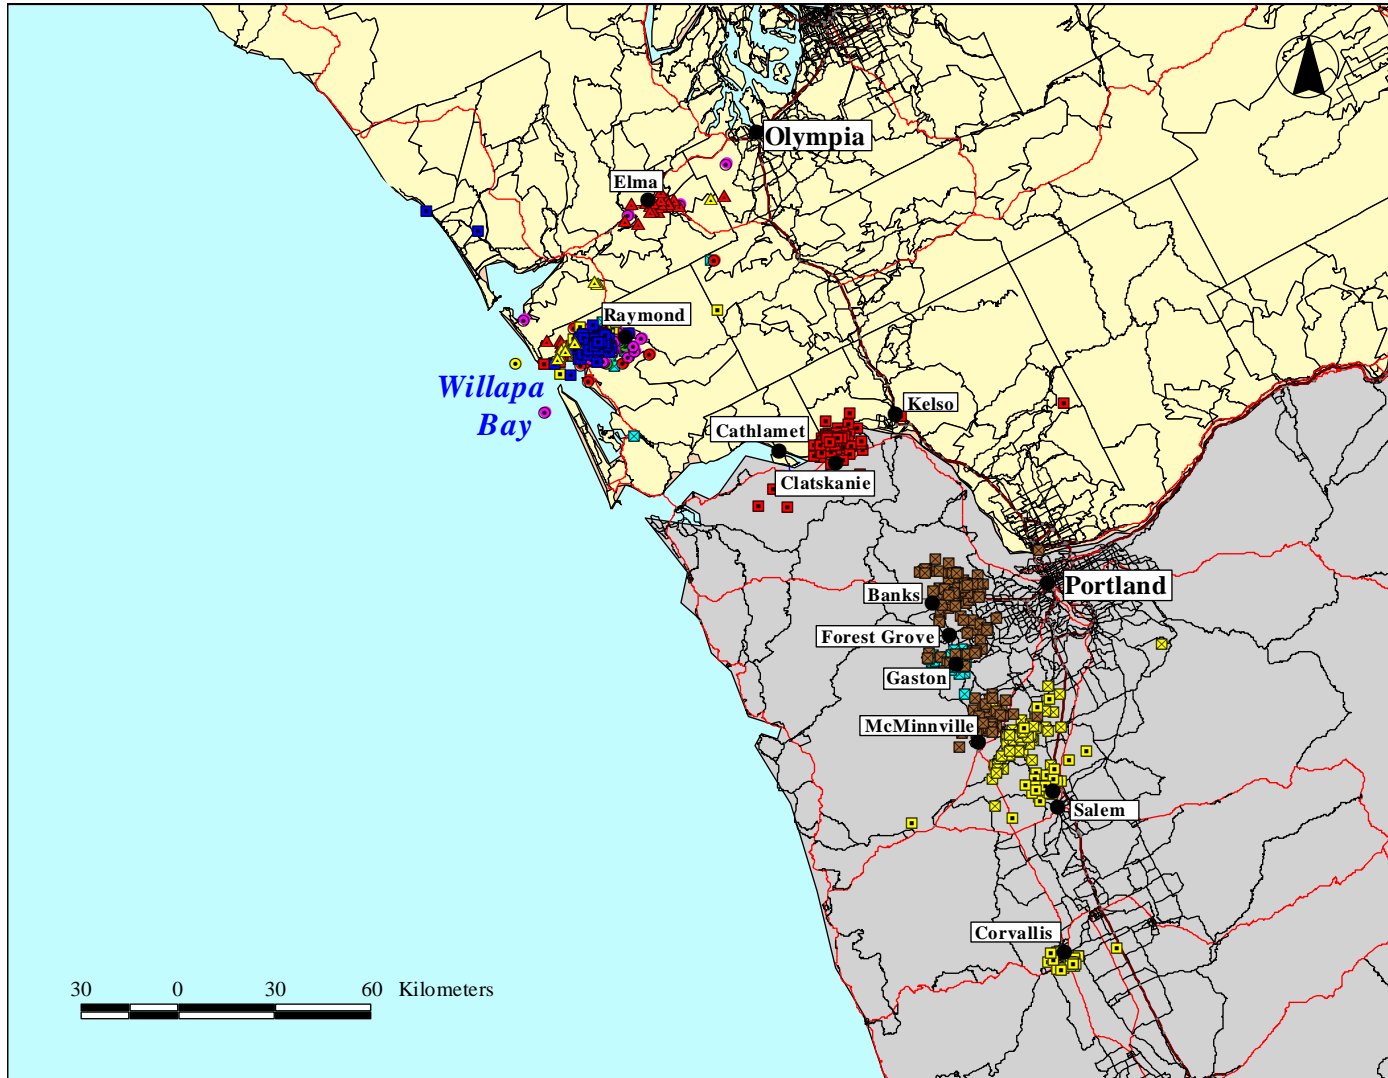 Olympia
Elma
Raymond
Willapa
Bay
Kelso
Cathlamet
Clatskanie
Portland
Banks
Forest Grove
Gaston
McMinnville
Salem
Corvallis
30 0 30 60 Kilometers